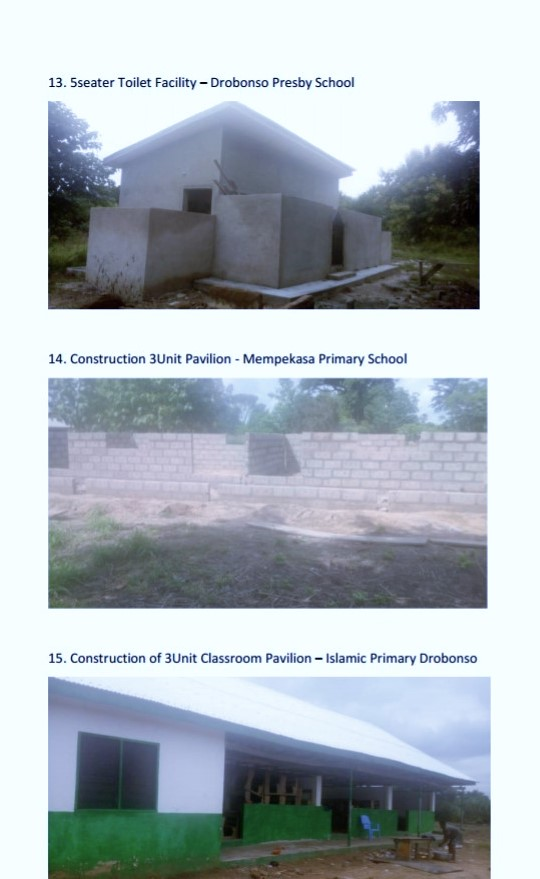 13. 5seater Toilet Facility – Drobonso Presby School
14. Construction 3Unit Pavilion - Mempekasa Primary School
15. Construction of 3Unit Classroom Pavilion – Islamic Primary Drobonso